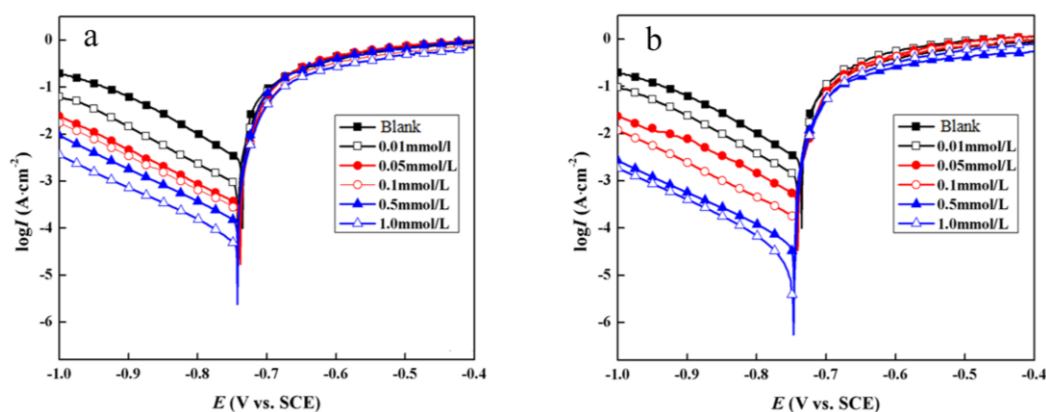 a
0
-1
-2
-3
-4
-5
-6
logI (A·cm-2)
Blank
0.01mmol/l
0.05mmol/L
0.1mmol/L
0.5mmol/L
1.0mmol/L
-1.0 -0.9 -0.8 -0.7 -0.6 -0.5 -0.4
E (V vs. SCE)
b
0
-1
-2
-3
-4
-5
-6
logI (A·cm-2)
Blank
0.01mmol/L
0.05mmol/L
0.1mmol/L
0.5mmol/L
1.0mmol/L
-1.0 -0.9 -0.8 -0.7 -0.6 -0.5 -0.4
E (V vs. SCE)